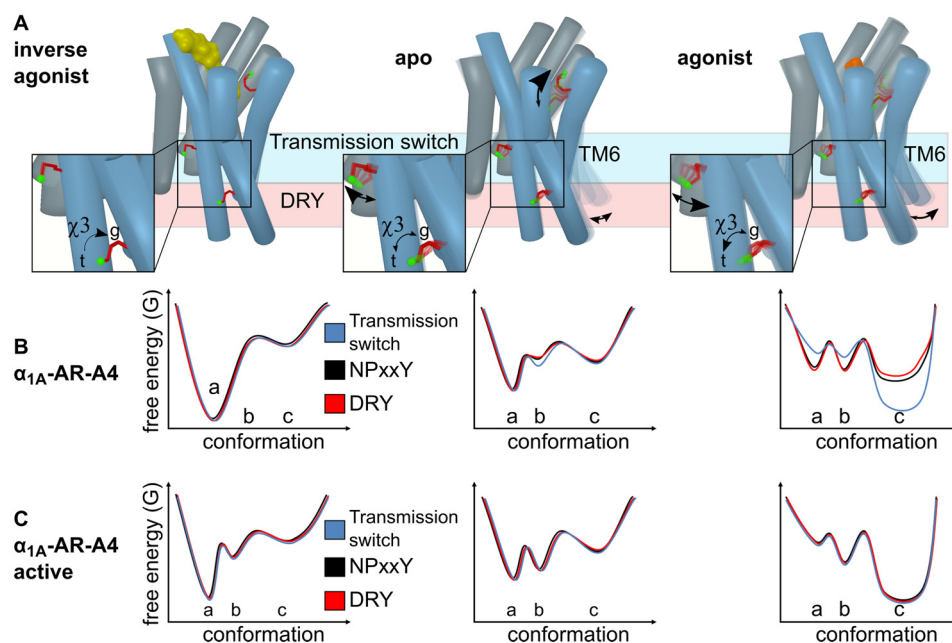 A
inverse
agonist
apo
agonist
Transmission switch
TM6
TM6
DRY
χ3
g
t
χ3
g
t
χ3
g
t
B
α1A-AR-A4
free energy (G)
a
b
c
conformation
Transmission
switch
NPxxY
DRY
a
b
c
conformation
a
b
c
conformation
C
α1A-AR-A4
active
free energy (G)
a
b
c
conformation
Transmission
switch
NPxxY
DRY
a
b
c
conformation
a
b
c
conformation